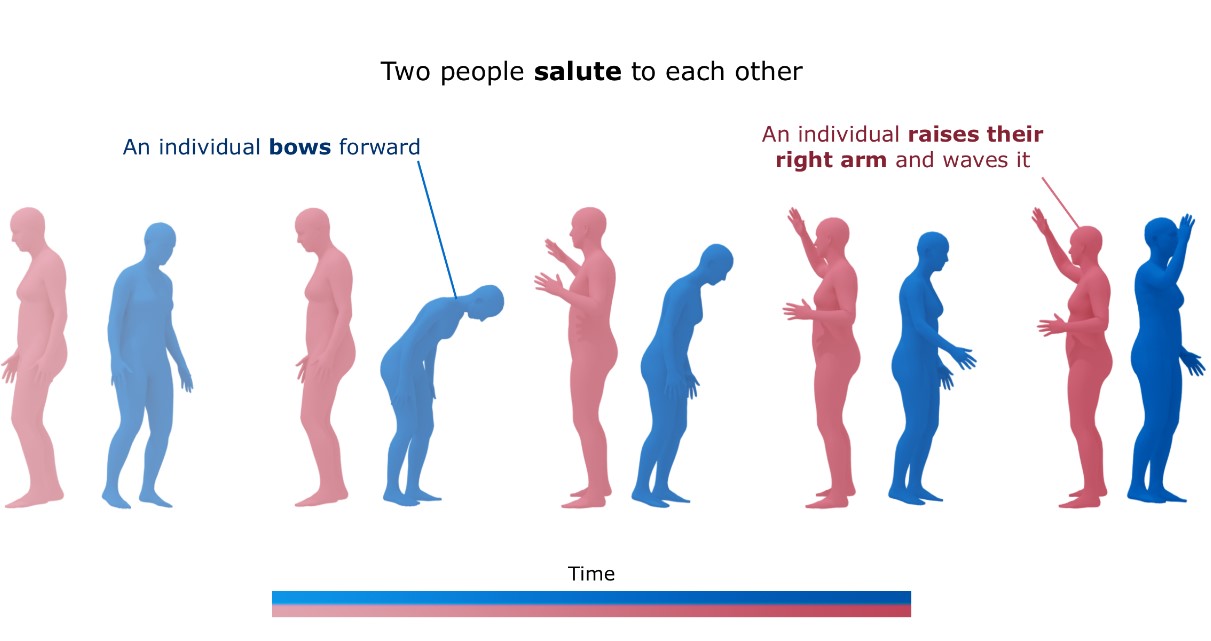 Two people salute to each other
An individual bows forward
An individual raises their
right arm and waves it
Time